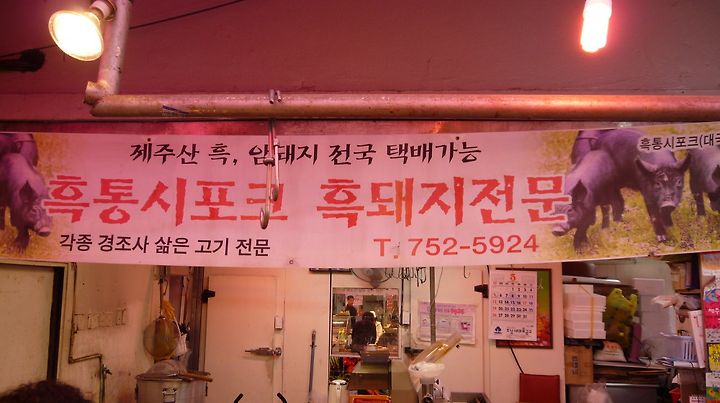 제주산 흑, 암돼지 전국 택배가능
흑통시포크(대
흑통시포크 흑돼지전문
각종 경조사 삶은 고기 전문
T. 752-5924
5